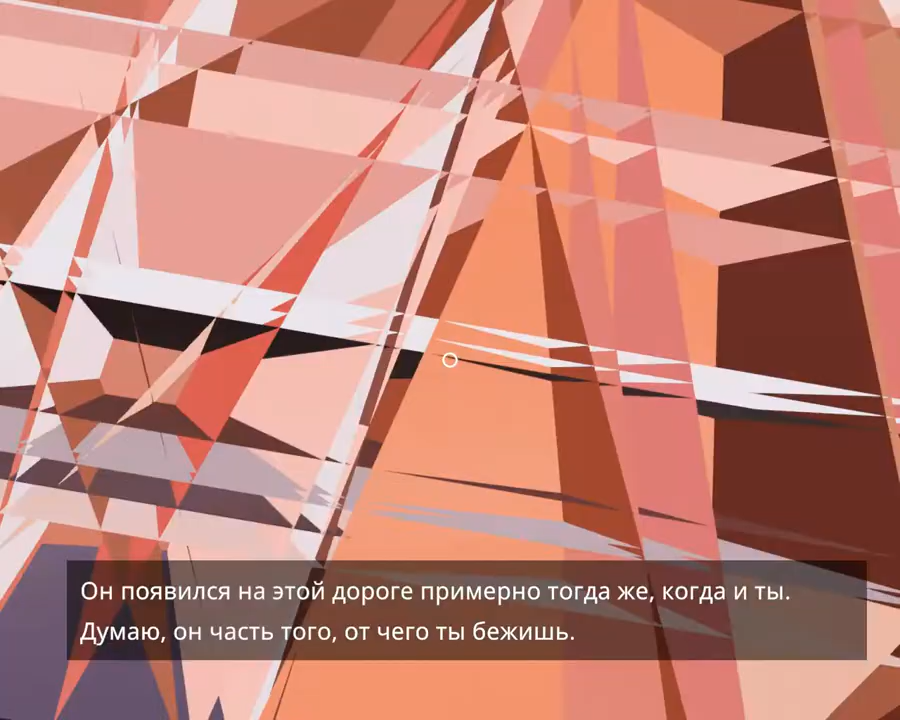 Он появился на этой дороге примерно тогда же, когда и ты.
Думаю, он часть того, от чего ты бежишь.